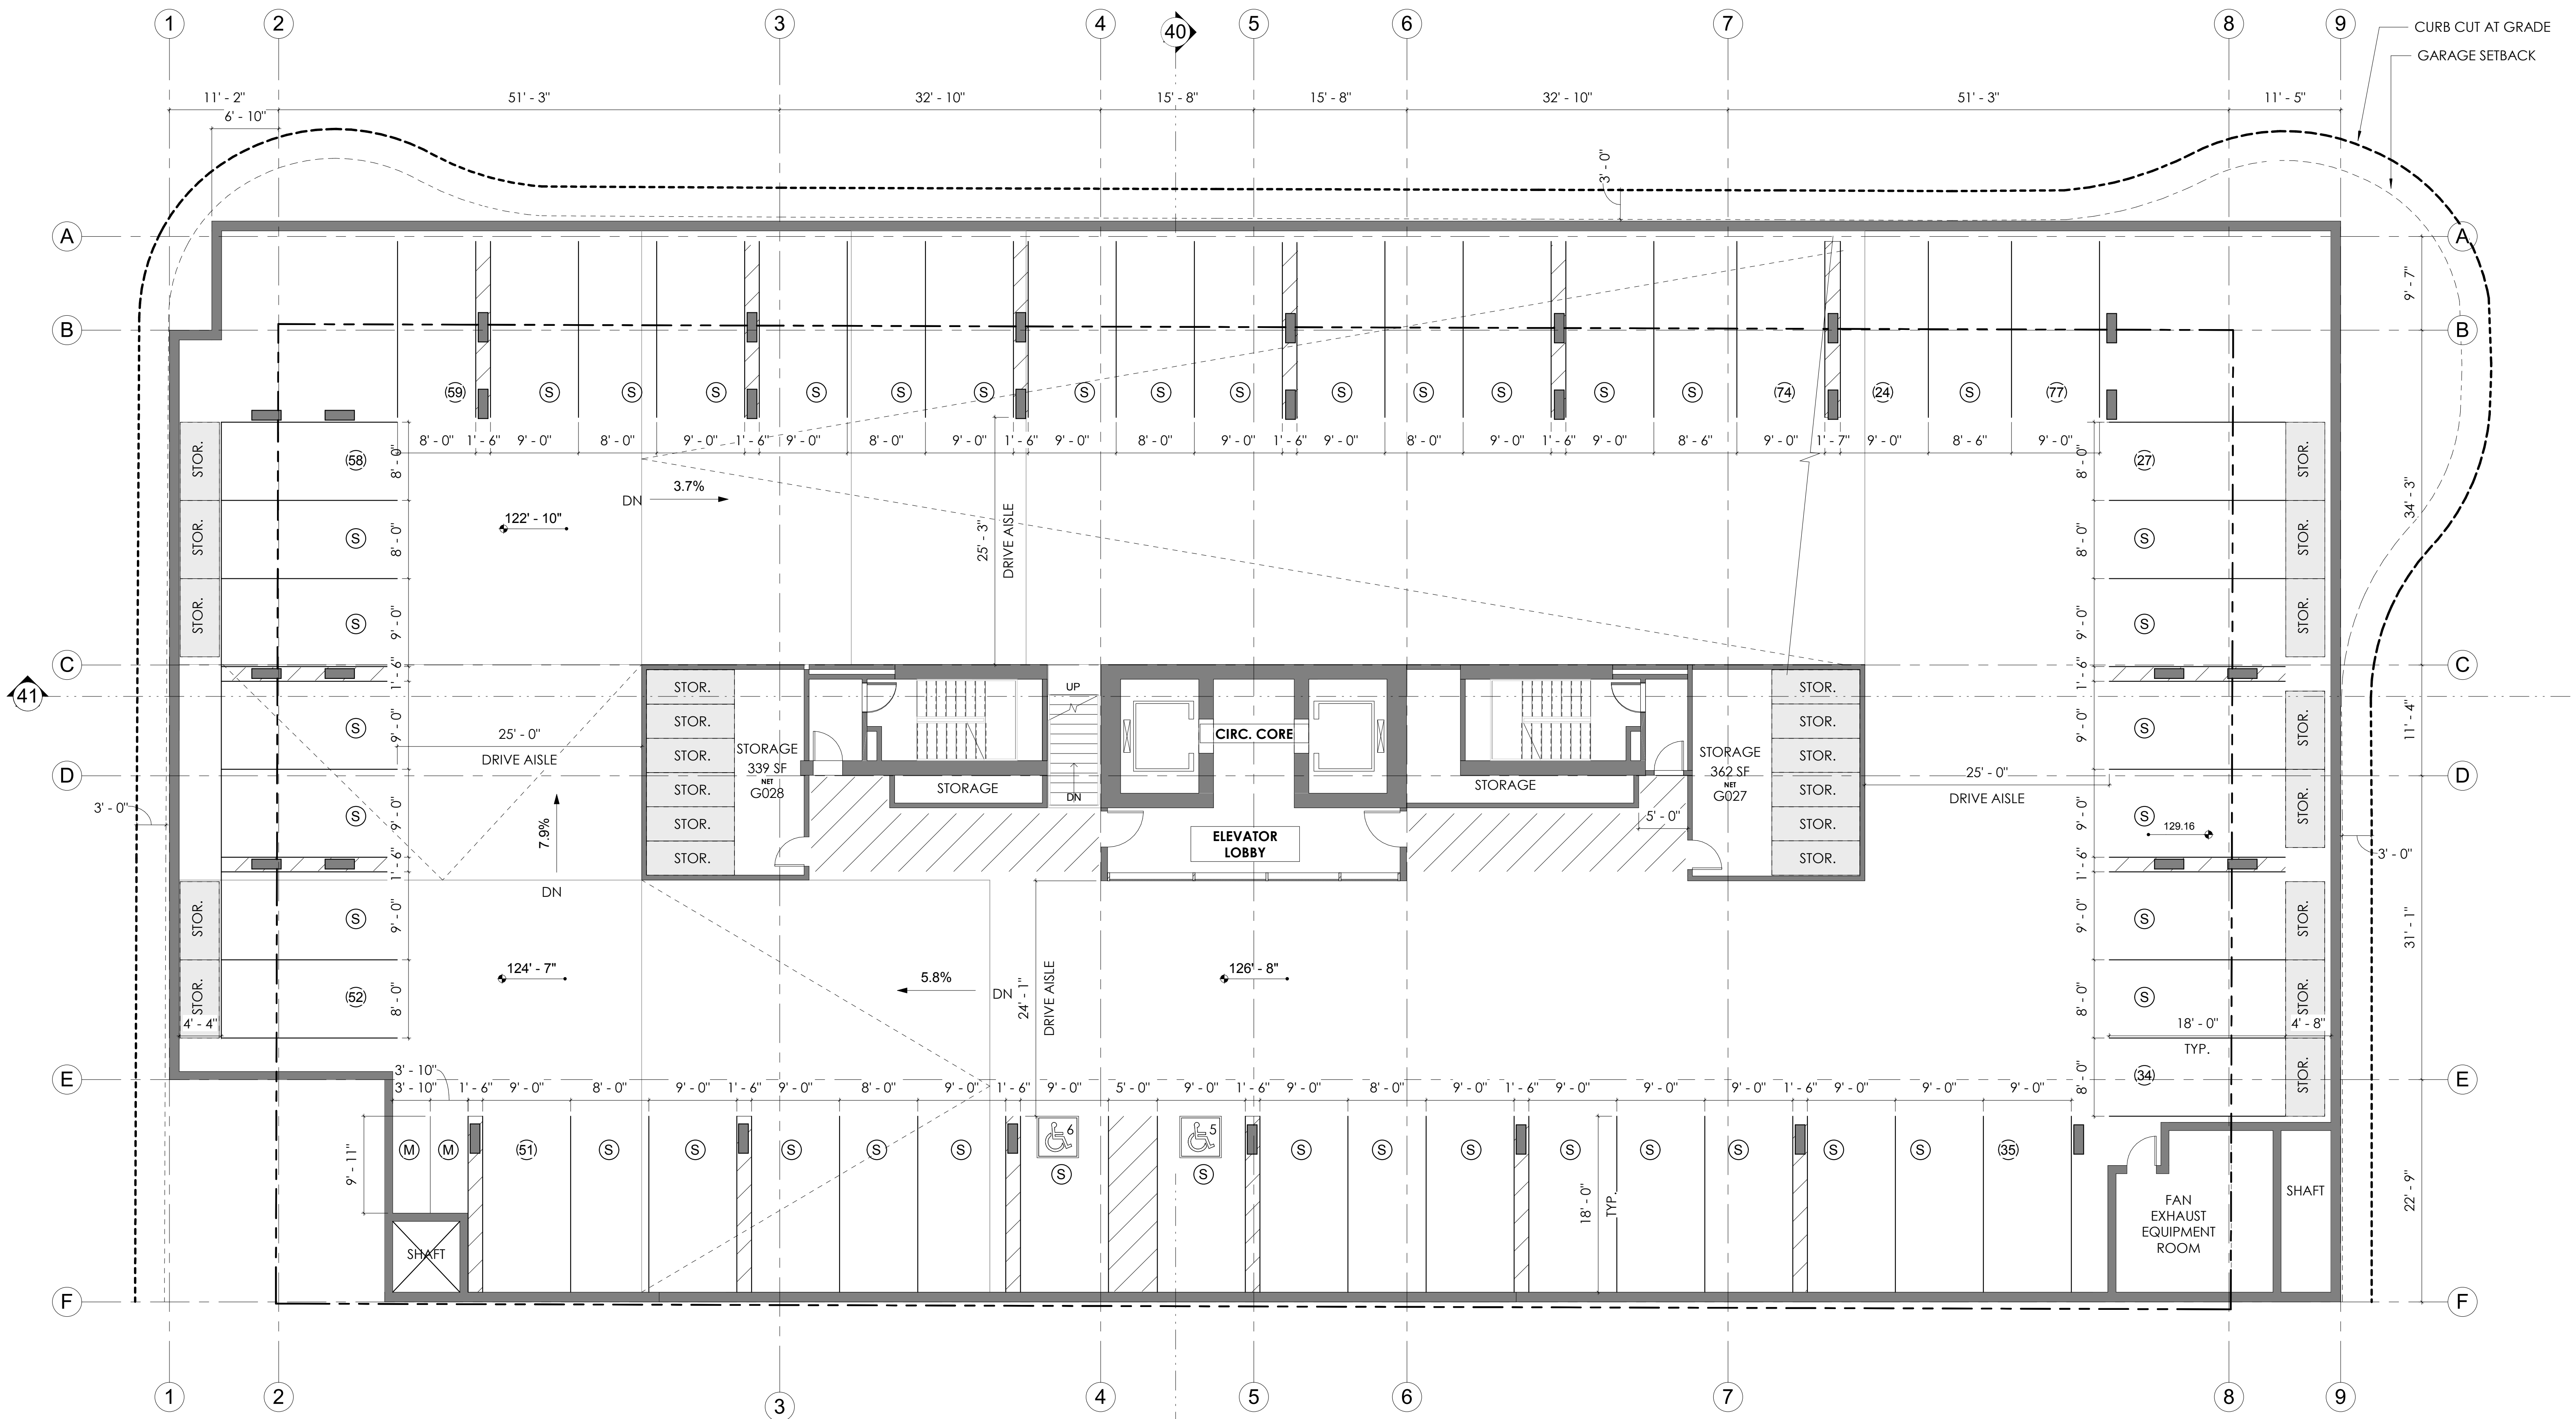 1 2 3 4 40 5 6 7 8 9
CURB CUT AT GRADE
GARAGE SETBACK
11' - 2" 51' - 3" 32' - 10" 15' - 8" 15' - 8" 32' - 10" 51' - 3" 11' - 5"
6' - 10"
3' - 0"
A A
9' - 7"
B B
59 S S S S S S S S S S S S S S 74 24 S 77
8' - 0" 1' - 6" 9' - 0" 8' - 0" 9' - 0" 1' - 6" 9' - 0" 8' - 0" 9' - 0" 1' - 6" 9' - 0" 8' - 0" 9' - 0" 1' - 6" 9' - 0" 8' - 0" 9' - 0" 1' - 6" 9' - 0" 8' - 6" 9' - 0" 1' - 7" 9' - 0" 8' - 6" 9' - 0"
STOR. 58 8' - 0"
8' - 0" 27 STOR.
DN 3.7%
34' - 3"
122' - 10"
STOR. S 8' - 0"
25' - 3"
DRIVE AISLE
8' - 0" S STOR.
STOR. S 9' - 0"
9' - 0" S STOR.
C C
1' - 6"
1' - 6"
41
STOR.
STOR.
STOR.
STOR.
STOR.
STOR.
STORAGE
339 SF
NET
G028
UP
DN
STORAGE
CIRC. CORE
ELEVATOR
LOBBY
STORAGE
STORAGE
362 SF
NET
G027
STOR.
STOR.
STOR.
STOR.
STOR.
STOR.
5' - 0"
S 9' - 0"
25' - 0"
DRIVE AISLE
9' - 0" S STOR.
11' - 4"
D D
25' - 0"
DRIVE AISLE
3' - 0"
S 9' - 0"
7.9%
DN
9' - 0" S STOR.
129.16
3' - 0"
1' - 6"
1' - 6"
STOR. S 9' - 0"
9' - 0" S STOR.
31' - 1"
124' - 7"
5.8%
DN
24' - 1"
DRIVE AISLE
126' - 8"
STOR. 52 8' - 0"
8' - 0" S STOR.
4' - 4"
18' - 0"
TYP.
4' - 8"
8' - 0" 34 STOR.
E E
3' - 10"
3' - 10" 1' - 6" 9' - 0" 8' - 0" 9' - 0" 1' - 6" 9' - 0" 8' - 0" 9' - 0" 1' - 6" 9' - 0" 5' - 0" 9' - 0" 1' - 6" 9' - 0" 8' - 0" 9' - 0" 1' - 6" 9' - 0" 9' - 0" 9' - 0" 1' - 6" 9' - 0" 9' - 0" 9' - 0"
6 5
M M 51 S S S S S S S S S S S S S S S 35
9' - 11"
18' - 0"
TYP.
SHAFT
FAN
EXHAUST
EQUIPMENT
ROOM
SHAFT
22' - 9"
F F
1 2 3 4 5 6 7 8 9